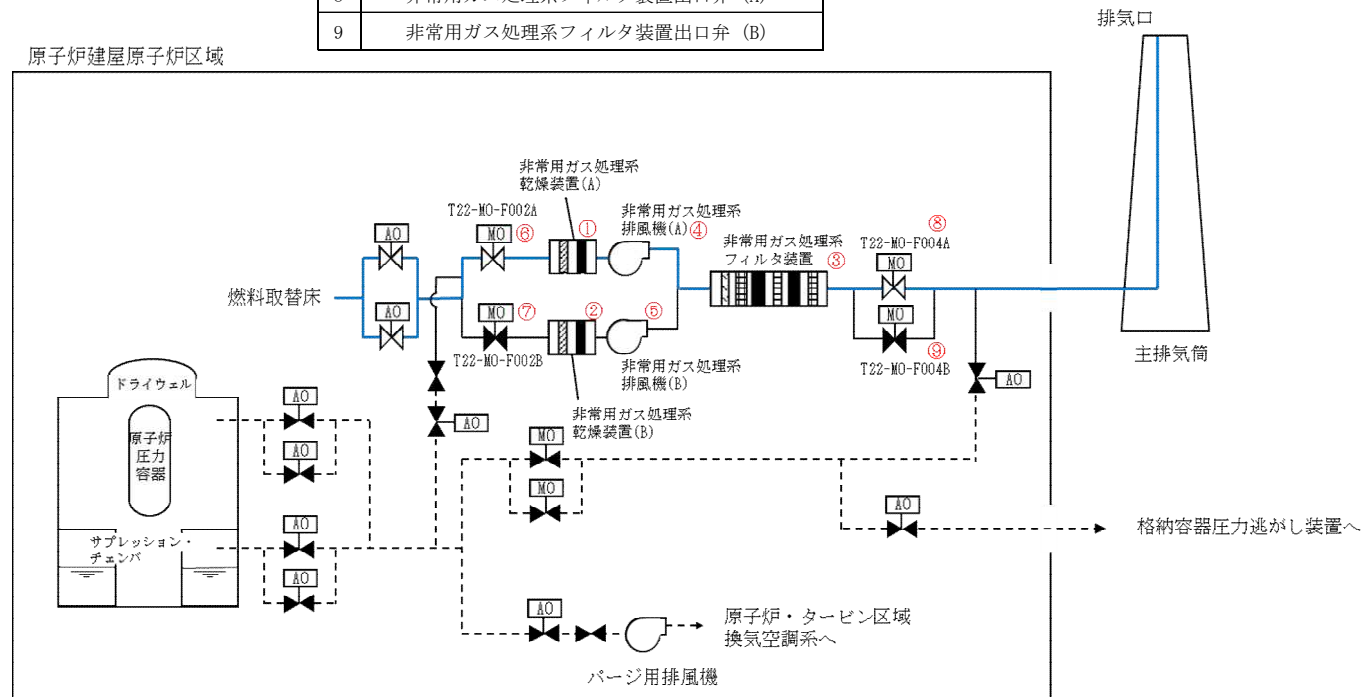 9 非常用ガス処理系フィルタ装置出口弁 (B)
排気口
原子炉建屋原子炉区域
非常用ガス処理系
乾燥装置(A)
T22-MO-F002A
MO ⑥
①
非常用ガス処理系
排風機(A) ④
非常用ガス処理系
フィルタ装置 ③
⑧
T22-MO-F004A
MO
AO
燃料取替床
AO
MO ⑦
②
⑤
MO
⑨
T22-MO-F002B
T22-MO-F004B
主排気筒
非常用ガス処理系
排風機(B)
AO
非常用ガス処理系
乾燥装置(B)
ドライウェル
原子炉
圧力
容器
AO
AO
AO
MO
MO
AO
格納容器圧力逃がし装置へ
サプレッション・
チェンバ
AO
AO
AO
原子炉・タービン区域
換気空調系へ
パージ用排風機